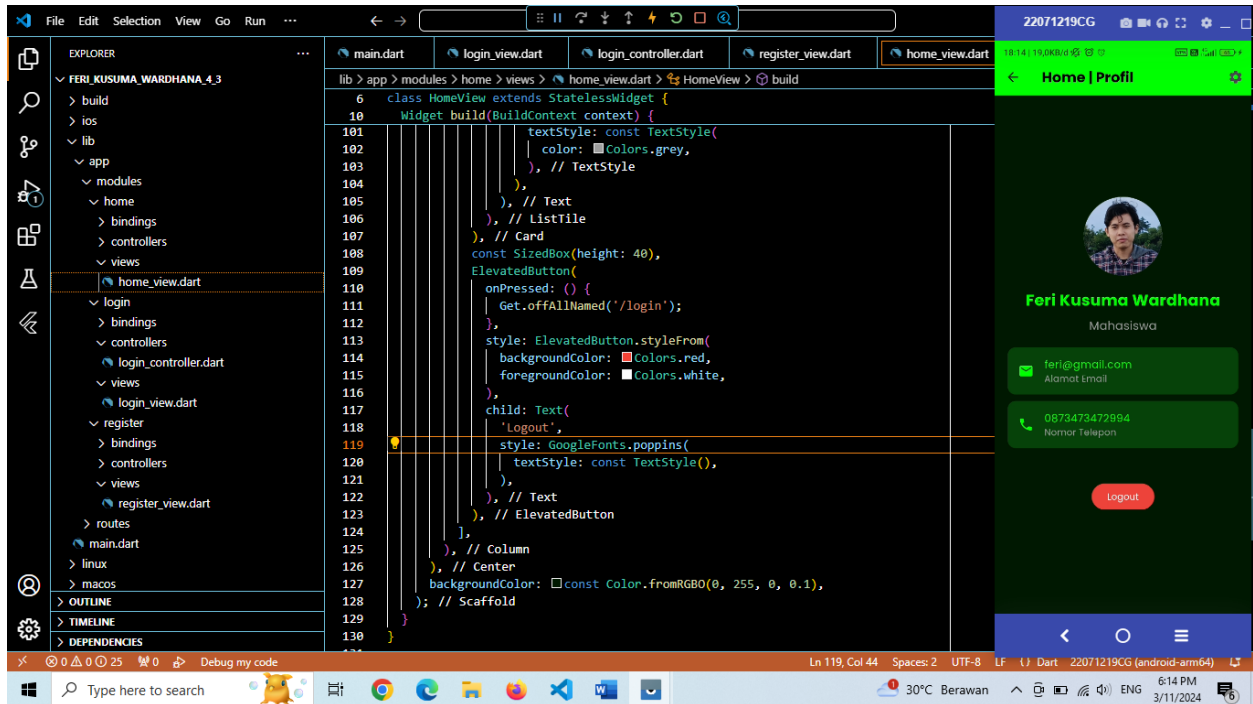 File Edit Selection View Go Run ···
22071219CG
EXPLORER
FERI_KUSUMA_WARDHANA_4_3
build
ios
lib
app
modules
home
bindings
controllers
views
home_view.dart
login
bindings
controllers
login_controller.dart
views
login_view.dart
register
bindings
controllers
views
register_view.dart
routes
main.dart
linux
macos
OUTLINE
TIMELINE
DEPENDENCIES
main.dart login_view.dart login_controller.dart register_view.dart home_view.dart
lib > app > modules > home > views > home_view.dart > HomeView > build
6 class HomeView extends StatelessWidget {
10 Widget build(BuildContext context) {
101 textStyle: const TextStyle(
102 color: Colors.grey,
103 ), // TextStyle
104 ),
105 ), // Text
106 ), // ListTile
107 ), // Card
108 const SizedBox(height: 40),
109 ElevatedButton(
110 onPressed: () {
111 Get.offAllNamed('/login');
112 },
113 style: ElevatedButton.styleFrom(
114 backgroundColor: Colors.red,
115 foregroundColor: Colors.white,
116 ),
117 child: Text(
118 'Logout',
119 style: GoogleFonts.poppins(
120 textStyle: const TextStyle(),
121 ),
122 ), // Text
123 ), // ElevatedButton
124 ],
125 ), // Column
126 ), // Center
127 backgroundColor: const Color.fromRGBO(0, 255, 0, 0.1),
128 ); // Scaffold
129 }
130 }
18:14 | 19,0KB/d
Home | Profil
Feri Kusuma Wardhana
Mahasiswa
feri@gmail.com
Alamat Email
0873473472994
Nomor Telepon
Logout
0 0 25 0 Debug my code
Ln 119, Col 44 Spaces: 2 UTF-8 LF {} Dart 22071219CG (android-arm64)
Type here to search
30°C Berawan ENG 6:14 PM
3/11/2024
6